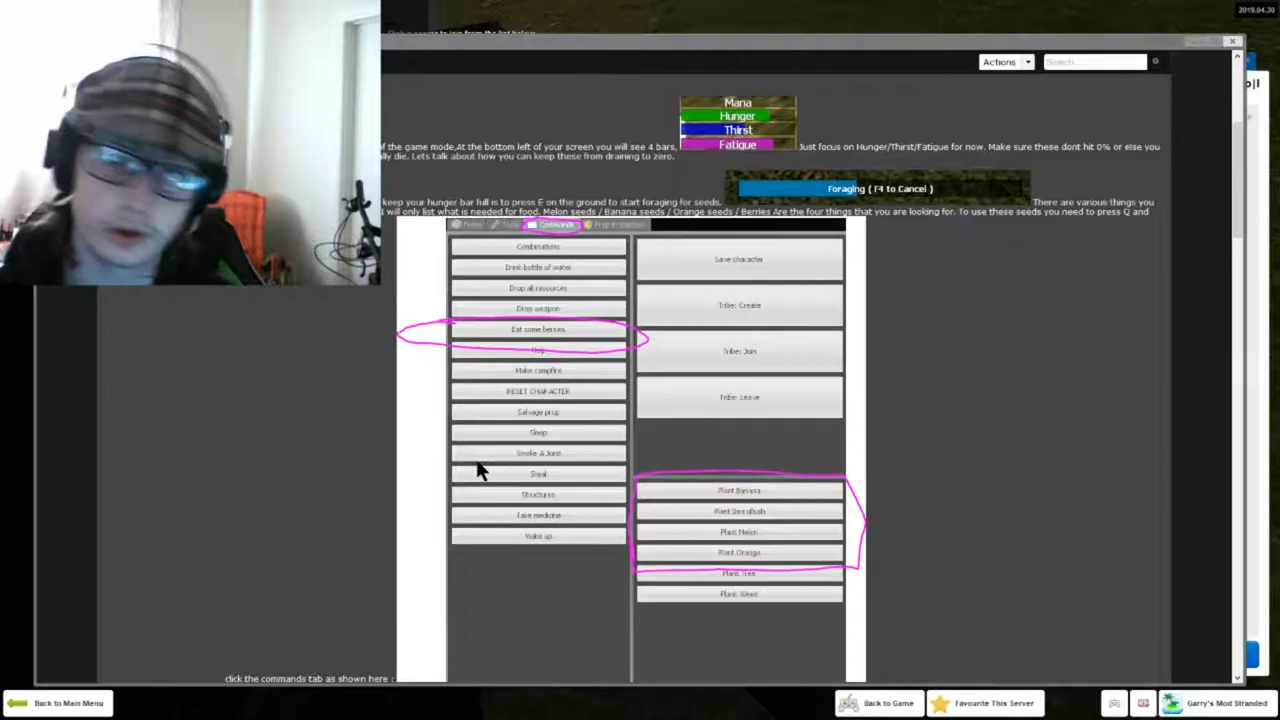 2019.04.30
Actions
Search...
Mana
Hunger
Thirst
Fatigue
of the game mode,At the bottom left of your screen you will see 4 bars, Just focus on Hunger/Thirst/Fatigue for now. Make sure these dont hit 0% or else you
die. Lets talk about how you can keep these from draining to zero.
Foraging ( F4 to Cancel )
keep your hunger bar full is to press E on the ground to start foraging for seeds. There are various things you
I will only list what is needed for food. Melon seeds / Banana seeds / Orange seeds / Berries Are the four things that you are looking for. To use these seeds you need to press Q and
Commands
Prop Protection
Combinations
Drink bottle of water
Drop all resources
Drop weapon
Eat some berries
Help
Make campfire
RESET CHARACTER
Salvage prop
Sleep
Smoke A Joint
Steal
Structures
Take medicine
Wake up
Save character
Tribe: Create
Tribe: Join
Tribe: Leave
Plant Banana
Plant BerryBush
Plant Melon
Plant Orange
Plant Tree
Plant Weed
click the commands tab as shown here :
Back to Main Menu
Back to Game
Favourite This Server
Garry's Mod Stranded